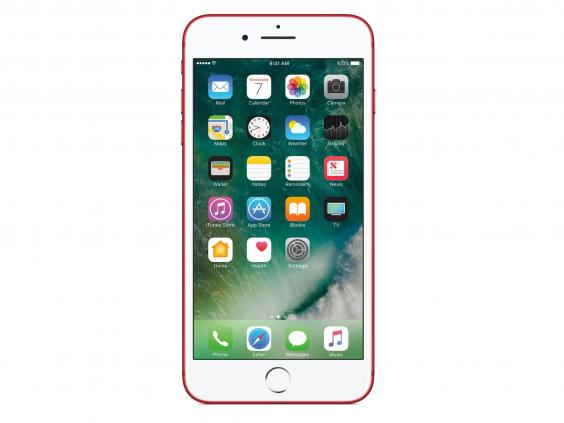 9:41 AM 100%
Wednesday
7
Mail Calendar Photos Camera
Maps Clock Weather Stocks
Wallet Notes Reminders News
iTunes Store App Store iBooks TV
Home Health Settings
Phone Safari Messages Music